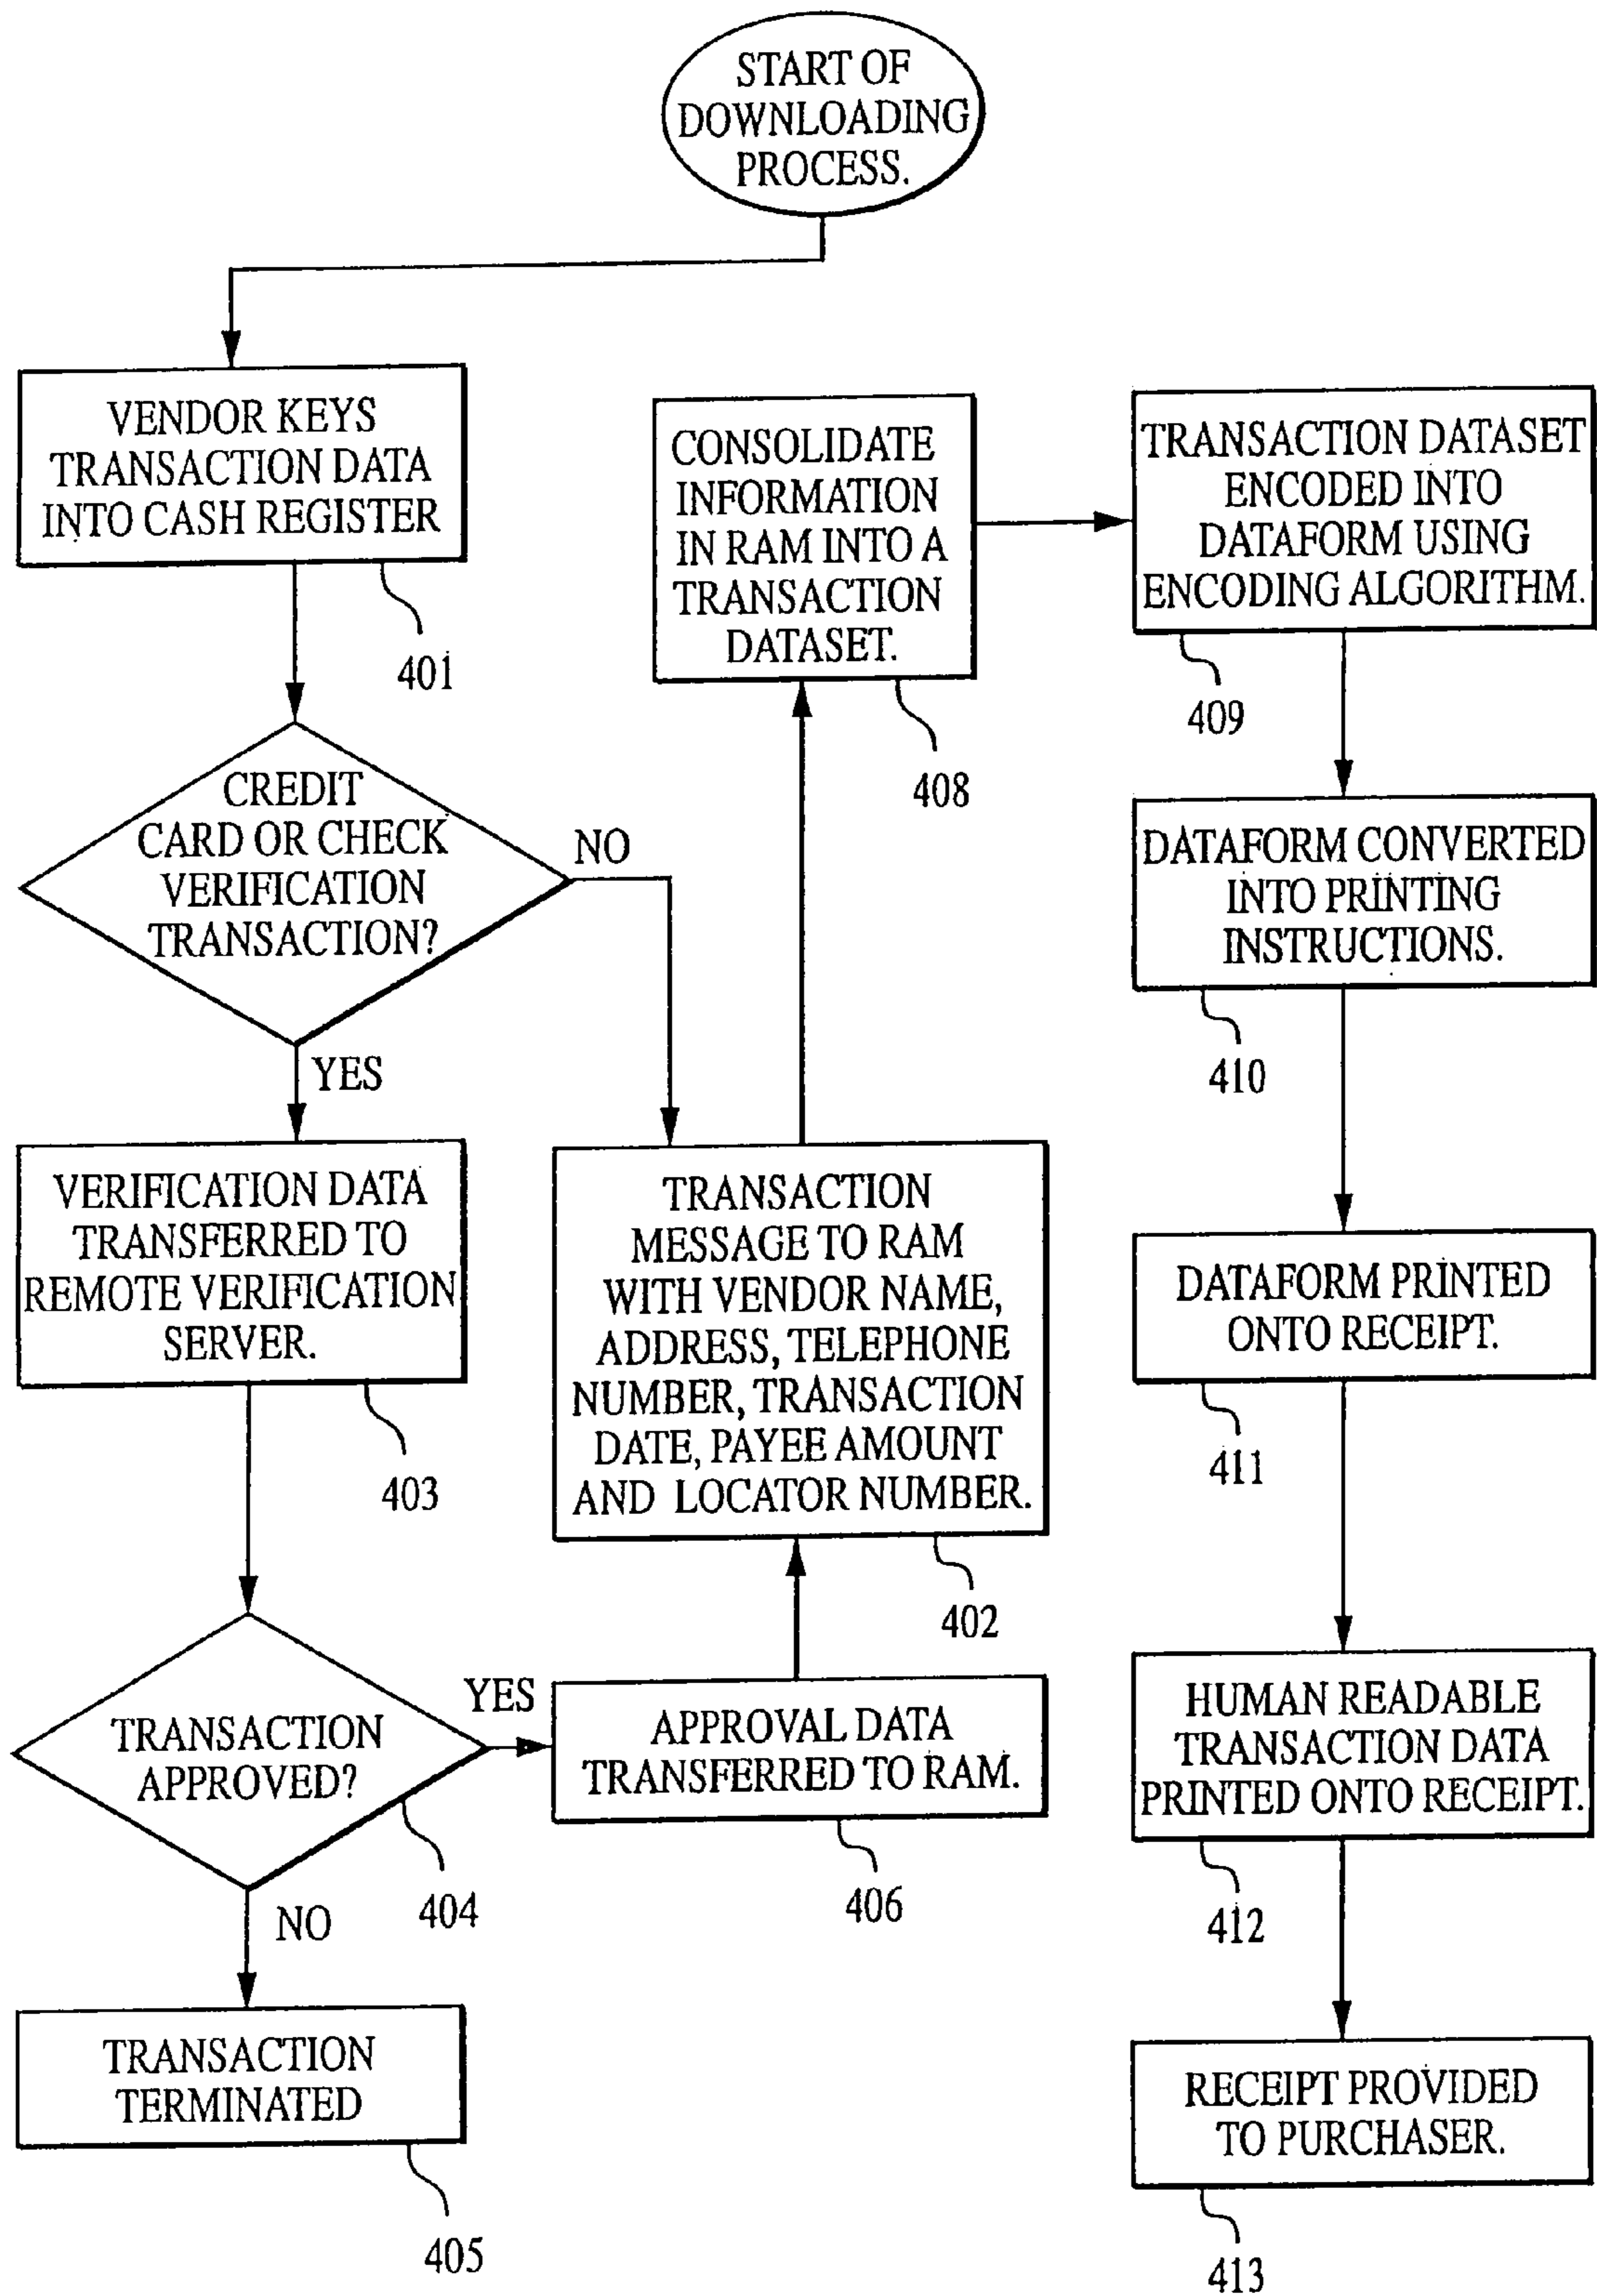 START OF
DOWNLOADING
PROCESS.
VENDOR KEYS
TRANSACTION DATA
INTO CASH REGISTER
401
CREDIT
CARD OR CHECK
VERIFICATION
TRANSACTION?
NO
YES
VERIFICATION DATA
TRANSFERRED TO
REMOTE VERIFICATION
SERVER.
403
TRANSACTION
APPROVED?
404
YES
NO
TRANSACTION
TERMINATED
405
APPROVAL DATA
TRANSFERRED TO RAM.
406
TRANSACTION
MESSAGE TO RAM
WITH VENDOR NAME,
ADDRESS, TELEPHONE
NUMBER, TRANSACTION
DATE, PAYEE AMOUNT
AND LOCATOR NUMBER.
402
CONSOLIDATE
INFORMATION
IN RAM INTO A
TRANSACTION
DATASET.
408
TRANSACTION DATASET
ENCODED INTO
DATAFORM USING
ENCODING ALGORITHM.
409
DATAFORM CONVERTED
INTO PRINTING
INSTRUCTIONS.
410
DATAFORM PRINTED
ONTO RECEIPT.
411
HUMAN READABLE
TRANSACTION DATA
PRINTED ONTO RECEIPT.
412
RECEIPT PROVIDED
TO PURCHASER.
413